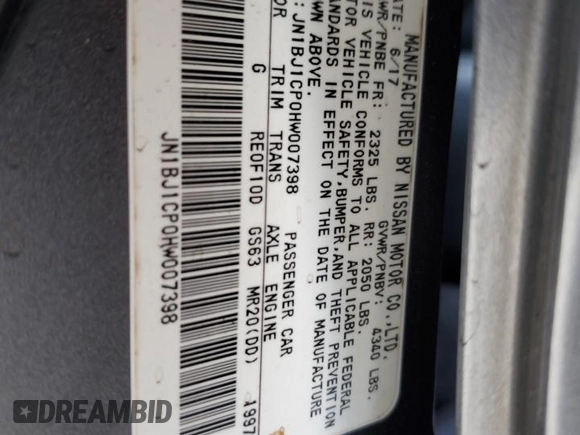 MANUFACTURED BY NISSAN MOTOR CO.,LTD.
ATE: 6/17 GVWR/PNBV: 4340 LBS.
WR/PNBE FR: 2325 LBS. RR: 2050 LBS.
IS VEHICLE CONFORMS TO ALL APPLICABLE FEDERAL
TOR VEHICLE SAFETY,BUMPER,AND THEFT PREVENTION
ANDARDS IN EFFECT ON THE DATE OF MANUFACTURE
OWN ABOVE.
:JN1BJ1CP0HW007398 PASSENGER CAR
OR TRIM TRANS AXLE ENGINE
G RE0F10D GS63 MR20(DD) 1997
JN1BJ1CP0HW007398
DREAMBID